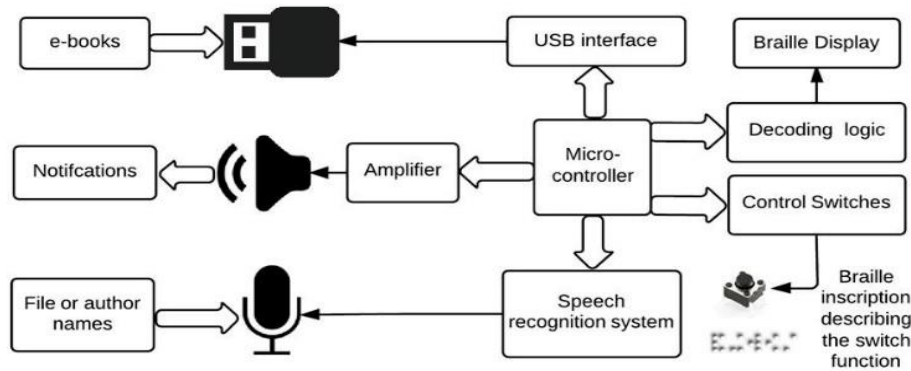 e-books
USB interface
Braille Display
Notifcations
Amplifier
Micro-
controller
Decoding logic
Control Switches
File or author
names
Speech
recognition system
Braille
inscription
describing
the switch
function